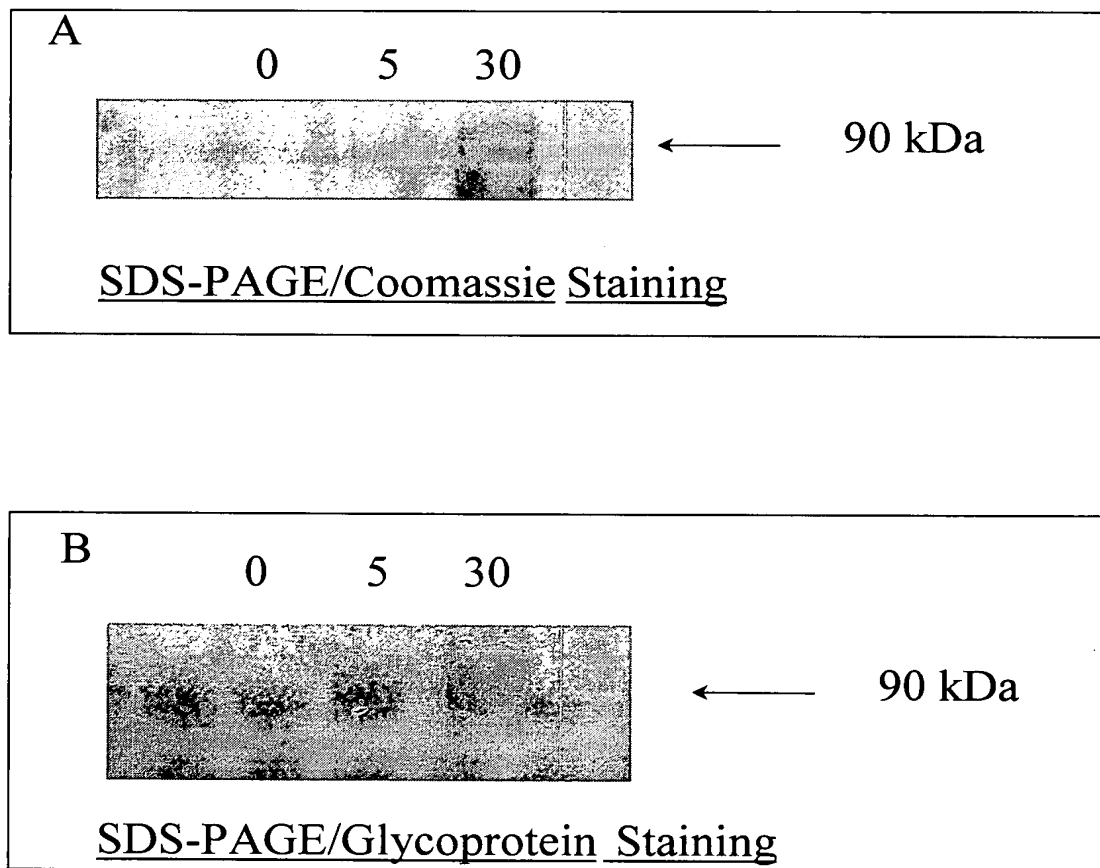 A
0 5 30
90 kDa
SDS-PAGE/Coomassie Staining
B
0 5 30
90 kDa
SDS-PAGE/Glycoprotein Staining